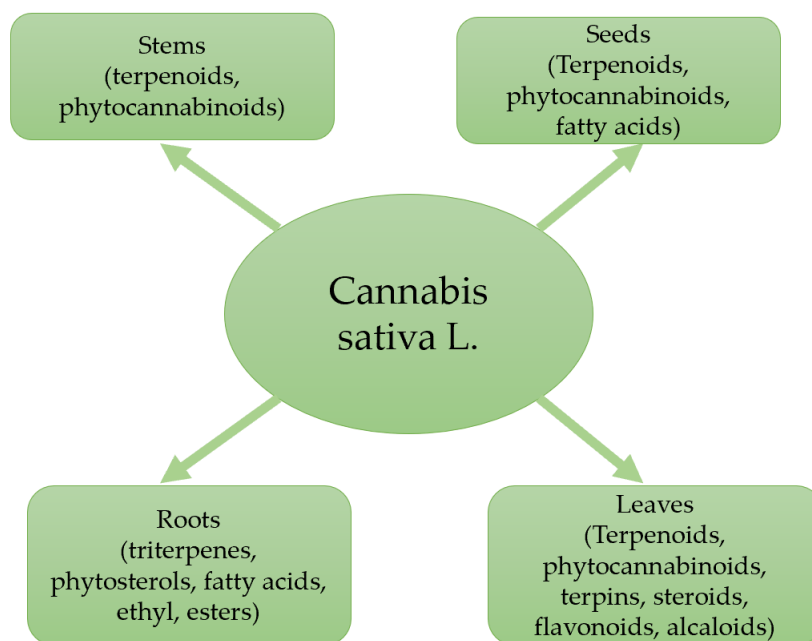 Stems
(terpenoids,
phytocannabinoids)
Seeds
(Terpenoids,
phytocannabinoids,
fatty acids)
Cannabis
sativa L.
Roots
(triterpenes,
phytosterols, fatty acids,
ethyl, esters)
Leaves
(Terpenoids,
phytocannabinoids,
terpins, steroids,
flavonoids, alcaloids)